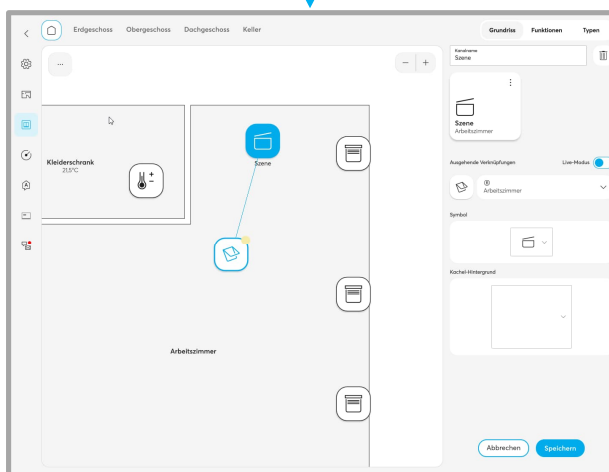 Erdgeschoss Obergeschoss Dachgeschoss Keller
Grundriss Funktionen Typen
...
− +
Kanalname
Szene
Szene
Arbeitszimmer
Kleiderschrank
21,5°C
Szene
Arbeitszimmer
Ausgehende Verknüpfungen Live-Modus
Arbeitszimmer
Symbol
Kachel-Hintergrund
Abbrechen Speichern